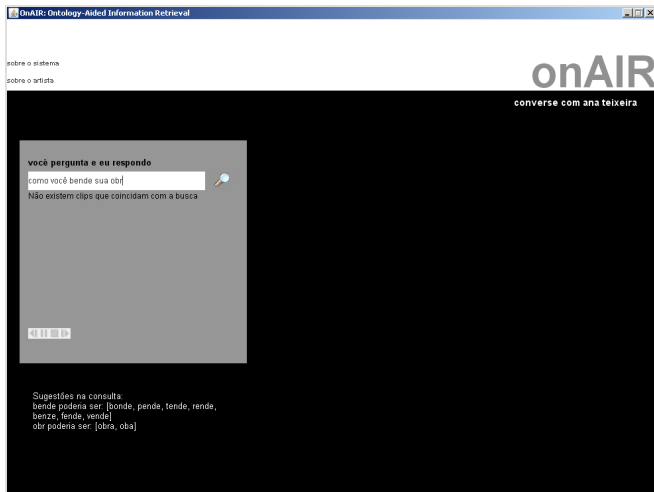 OnAIR: Ontology-Aided Information Retrieval
sobre o sistema
sobre o artista
onAIR
converse com ana teixeira
você pergunta e eu respondo
como você bende sua obr
Não existem clips que coincidam com a busca
Sugestões na consulta:
bende poderia ser: [bonde, pende, tende, rende,
benze, fende, vende]
obr poderia ser: [obra, oba]